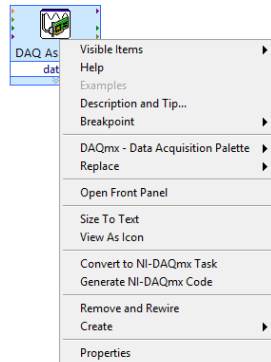 DAQ As
dat
Visible Items
Help
Examples
Description and Tip...
Breakpoint
DAQmx - Data Acquisition Palette
Replace
Open Front Panel
Size To Text
View As Icon
Convert to NI-DAQmx Task
Generate NI-DAQmx Code
Remove and Rewire
Create
Properties